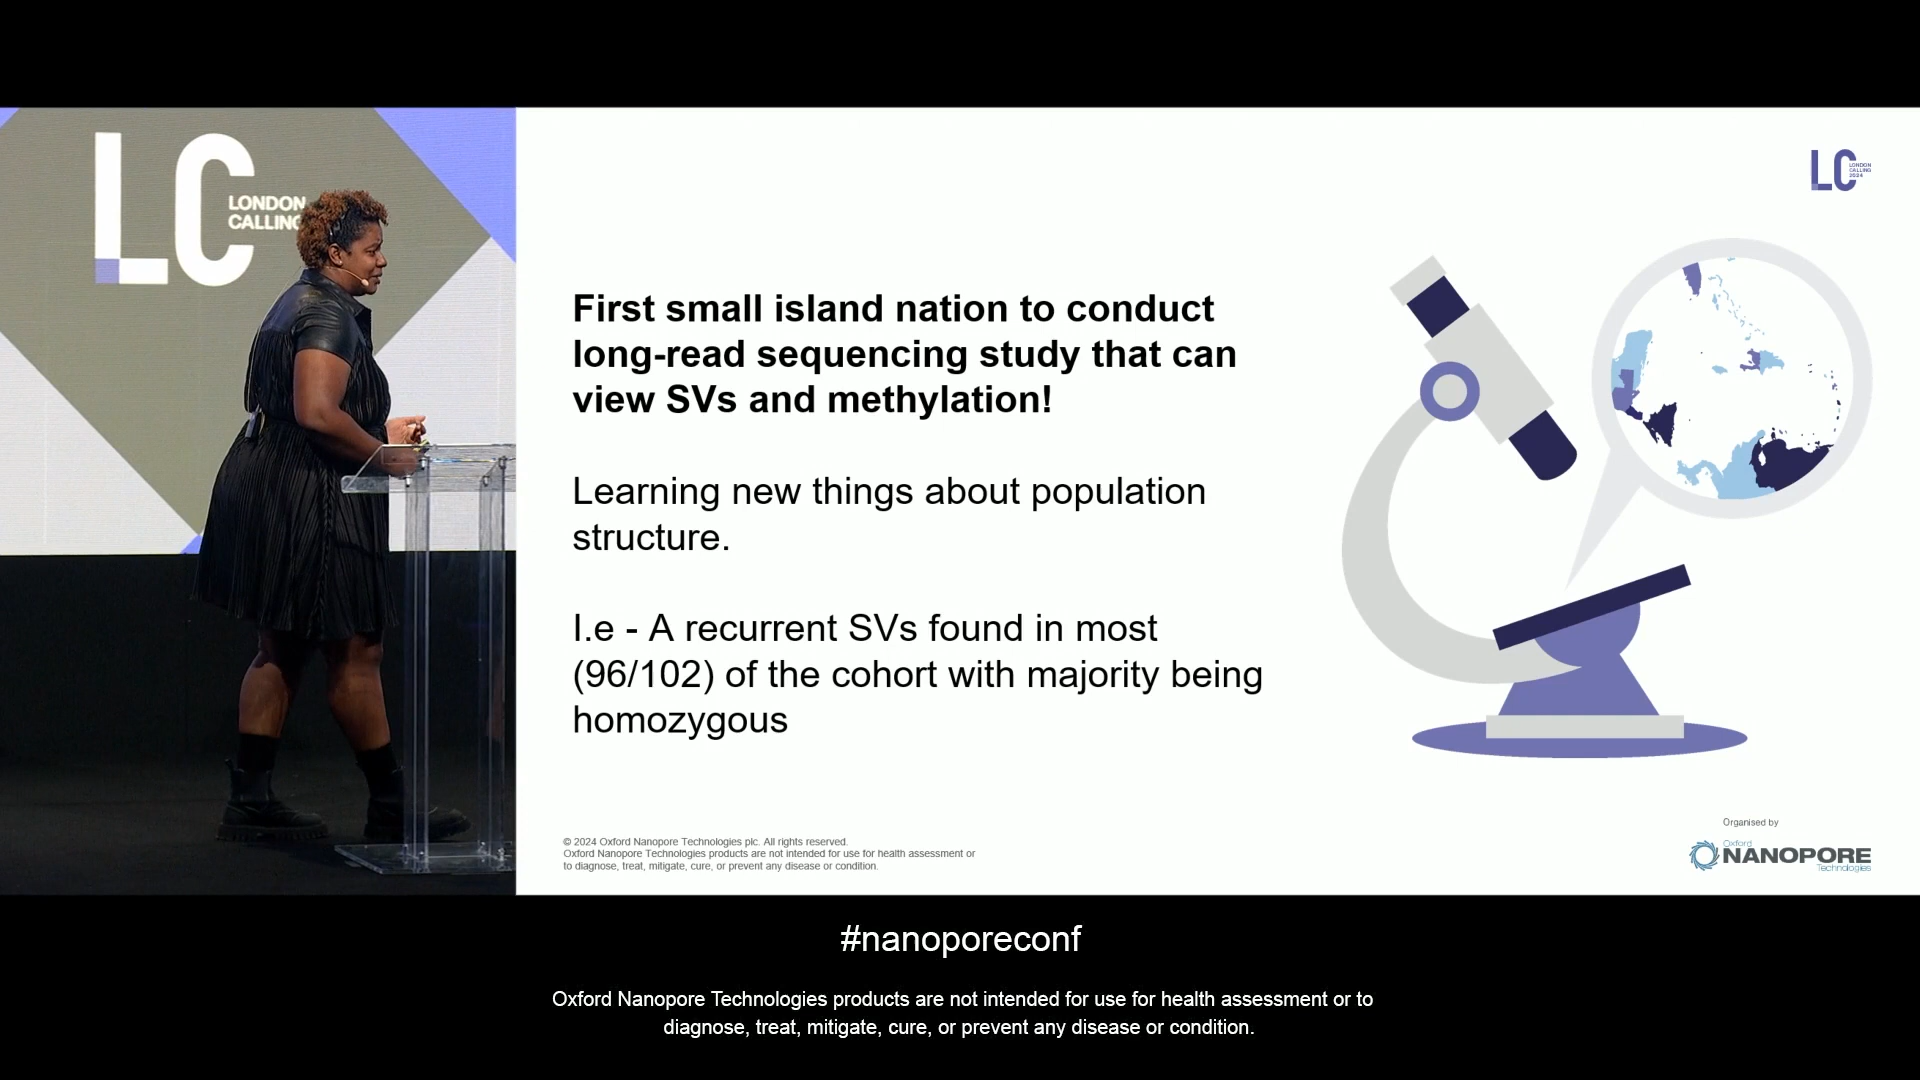 LC
LONDON
CALLING
LC
LONDON
CALLING
2024
First small island nation to conduct
long-read sequencing study that can
view SVs and methylation!
Learning new things about population
structure.
I.e - A recurrent SVs found in most
(96/102) of the cohort with majority being
homozygous
© 2024 Oxford Nanopore Technologies plc. All rights reserved.
Oxford Nanopore Technologies products are not intended for use for health assessment or
to diagnose, treat, mitigate, cure, or prevent any disease or condition.
Organised by
Oxford
NANOPORE
Technologies
#nanoporeconf
Oxford Nanopore Technologies products are not intended for use for health assessment or to
diagnose, treat, mitigate, cure, or prevent any disease or condition.